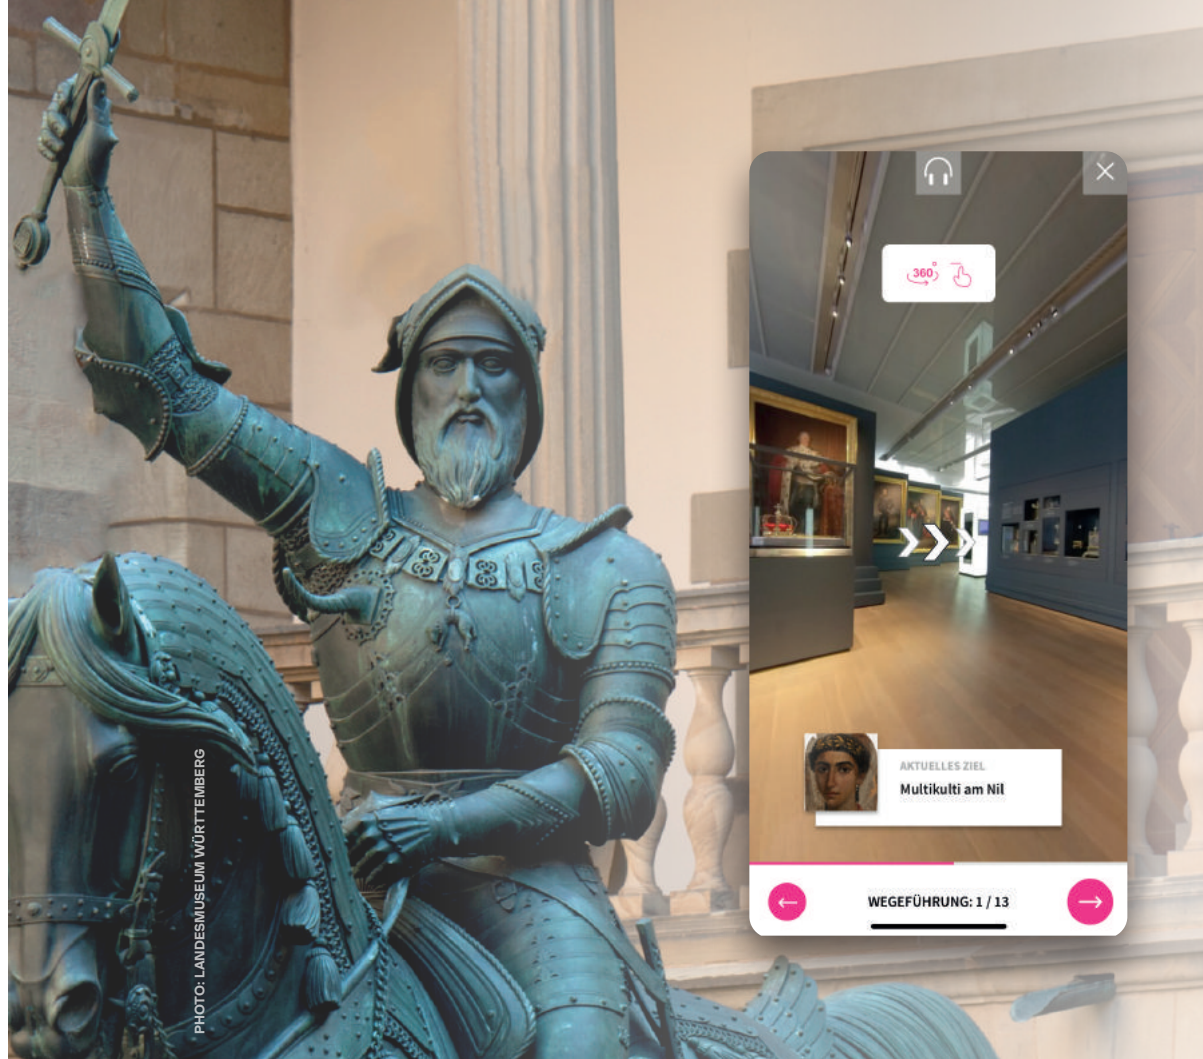 360°
AKTUELLES ZIEL
Multikulti am Nil
WEGEFÜHRUNG: 1 / 13
PHOTO: LANDESMUSEUM WÜRTTEMBERG